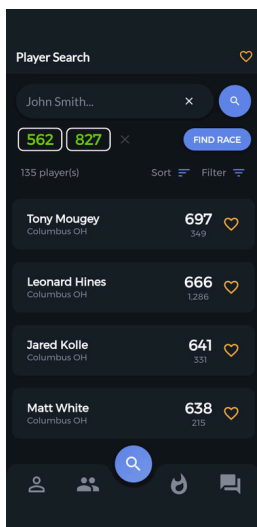 Player Search
John Smith...
562 827 FIND RACE
135 player(s) Sort Filter
Tony Mougey 697
Columbus OH 349
Leonard Hines 666
Columbus OH 1,286
Jared Kolle 641
Columbus OH 331
Matt White 638
Columbus OH 215